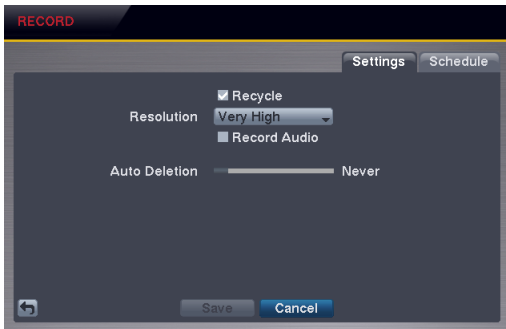 RECORD
Settings Schedule
Recycle
Resolution Very High
Record Audio
Auto Deletion Never
Save Cancel